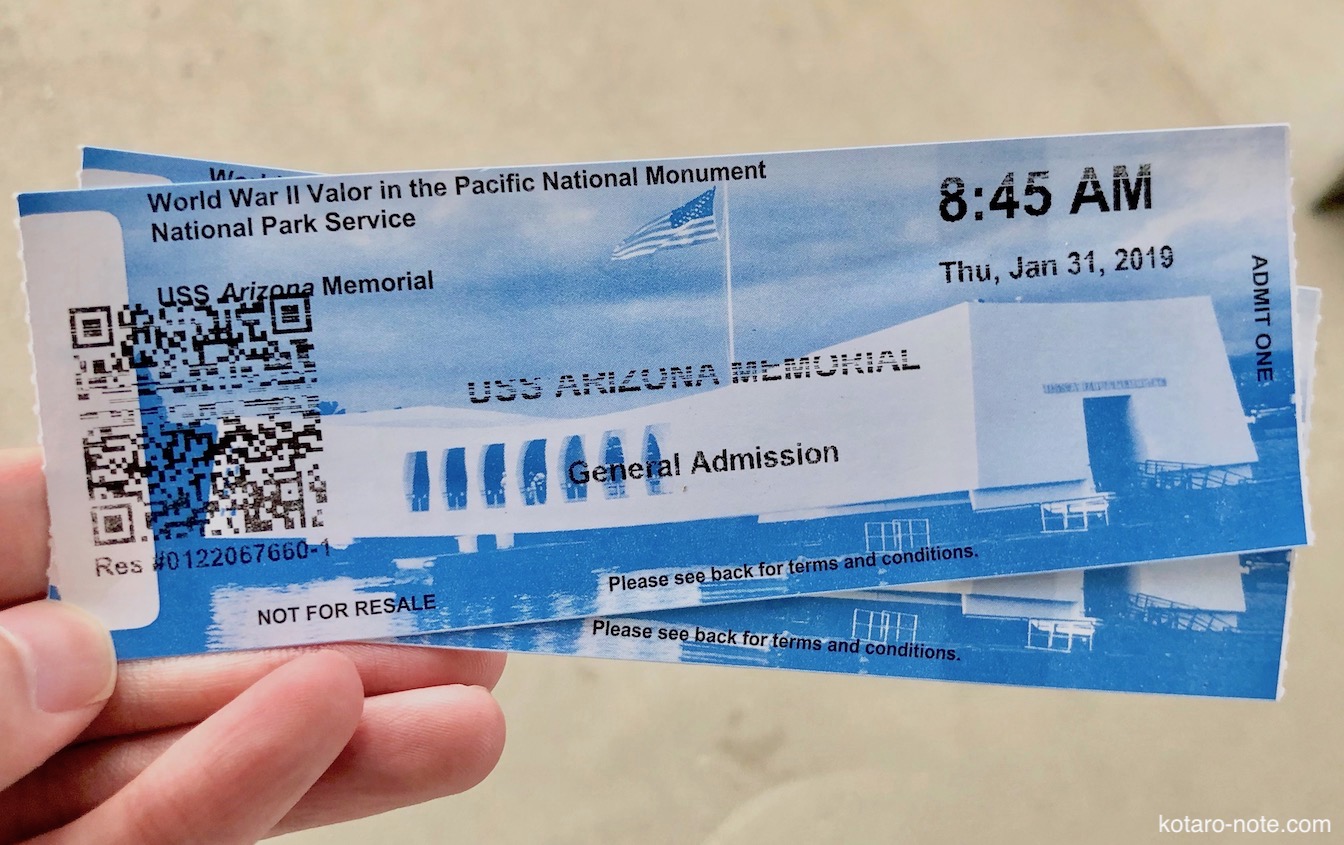 World War II Valor in the Pacific National Monument
National Park Service
8:45 AM
Thu, Jan 31, 2019
USS Arizona Memorial
ADMIT ONE
USS ARIZONA MEMORIAL
General Admission
Res #0122067660-1
NOT FOR RESALE
Please see back for terms and conditions.
Please see back for terms and conditions.
kotaro-note.com